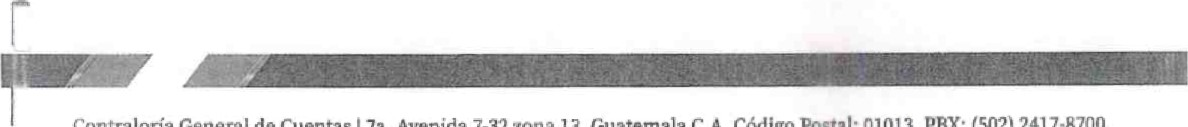 Contraloría General de Cuentas | 7a. Avenida 7-32 zona 13, Guatemala C.A. Código Postal: 01013, PBX: (502) 2417-8700